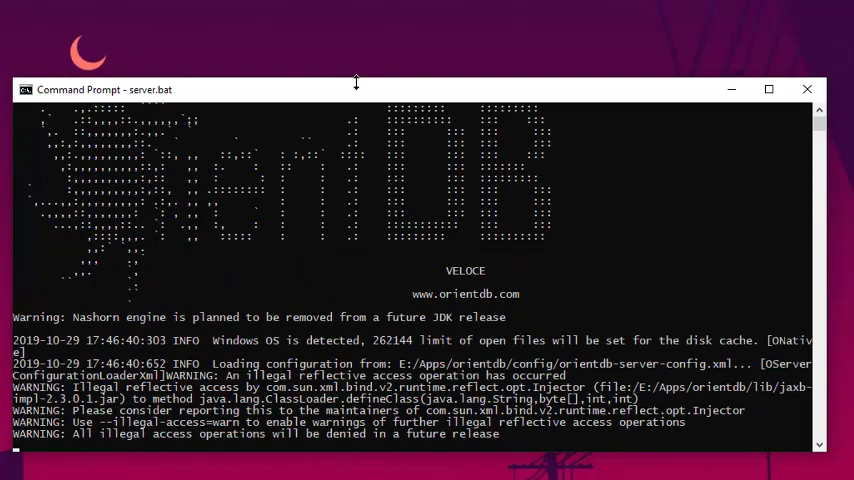 Command Prompt - server.bat
VELOCE
www.orientdb.com
Warning: Nashorn engine is planned to be removed from a future JDK release
2019-10-29 17:46:40:303 INFO  Windows OS is detected, 262144 limit of open files will be set for the disk cache. [ONativ
e]
2019-10-29 17:46:40:652 INFO  Loading configuration from: E:/Apps/orientdb/config/orientdb-server-config.xml... [OServer
ConfigurationLoaderXml]WARNING: An illegal reflective access operation has occurred
WARNING: Illegal reflective access by com.sun.xml.bind.v2.runtime.reflect.opt.Injector (file:/E:/Apps/orientdb/lib/jaxb-
impl-2.3.0.1.jar) to method java.lang.ClassLoader.defineClass(java.lang.String,byte[],int,int)
WARNING: Please consider reporting this to the maintainers of com.sun.xml.bind.v2.runtime.reflect.opt.Injector
WARNING: Use --illegal-access=warn to enable warnings of further illegal reflective access operations
WARNING: All illegal access operations will be denied in a future release